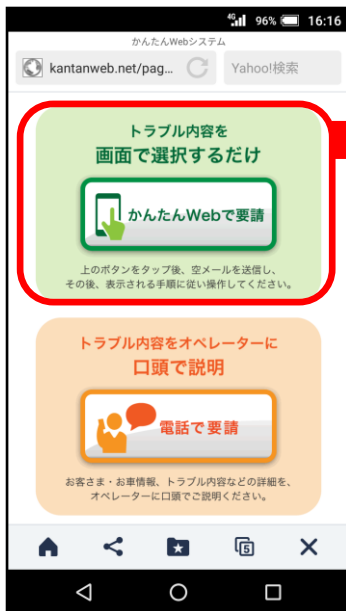 4G 96% 16:16
かんたんWebシステム
kantanweb.net/pag... Yahoo!検索
トラブル内容を
画面で選択するだけ
かんたんWebで要請
上のボタンをタップ後、空メールを送信し、
その後、表示される手順に従い操作してください。
トラブル内容をオペレーターに
口頭で説明
電話で要請
お客さま・お車情報、トラブル内容などの詳細を、
オペレーターに口頭でご説明ください。
5